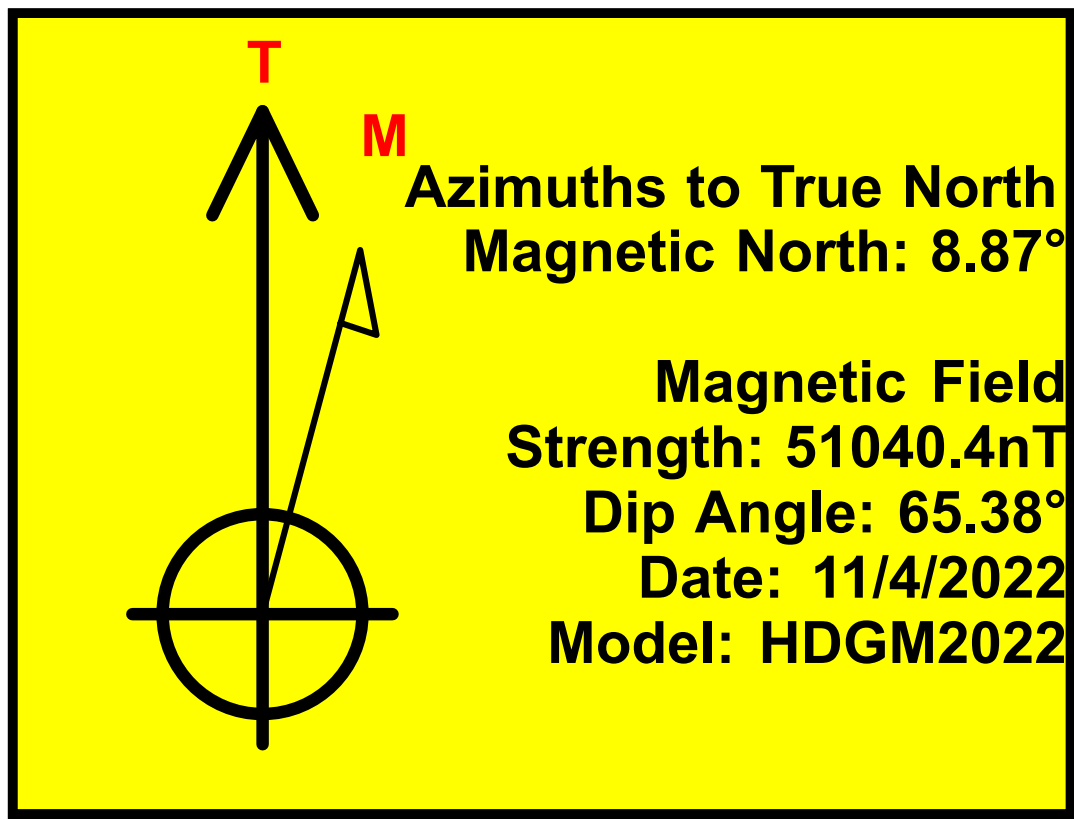 T
M
Azimuths to True North
Magnetic North: 8.87°
Magnetic Field
Strength: 51040.4nT
Dip Angle: 65.38°
Date: 11/4/2022
Model: HDGM2022